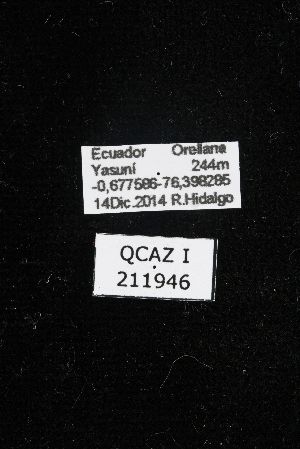 Ecuador Orellana
Yasuní 244m
-0,677586-76,398285
14Dic.2014 R.Hidalgo
QCAZ I
211946